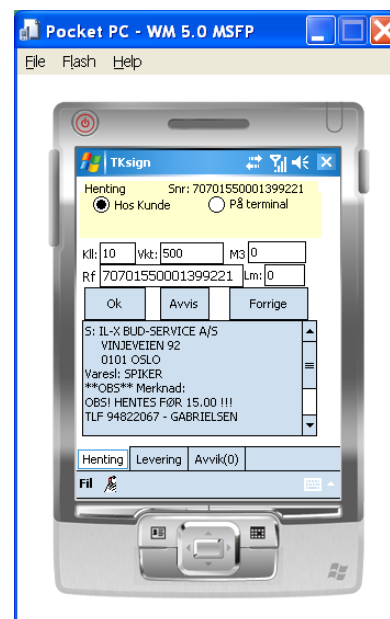 Pocket PC - WM 5.0 MSFP
File Flash Help
TKsign
Henting Snr: 70701550001399221
Hos Kunde På terminal
Kll: 10 Vkt: 500 M3 0
Rf 70701550001399221 Lm: 0
Ok Avvis Forrige
S: IL-X BUD-SERVICE A/S
VINJEVEIEN 92
0101 OSLO
Varesl: SPIKER
**OBS** Merknad:
OBS! HENTES FØR 15.00 !!!
TLF 94822067 - GABRIELSEN
Henting Levering Avvik(0)
Fil